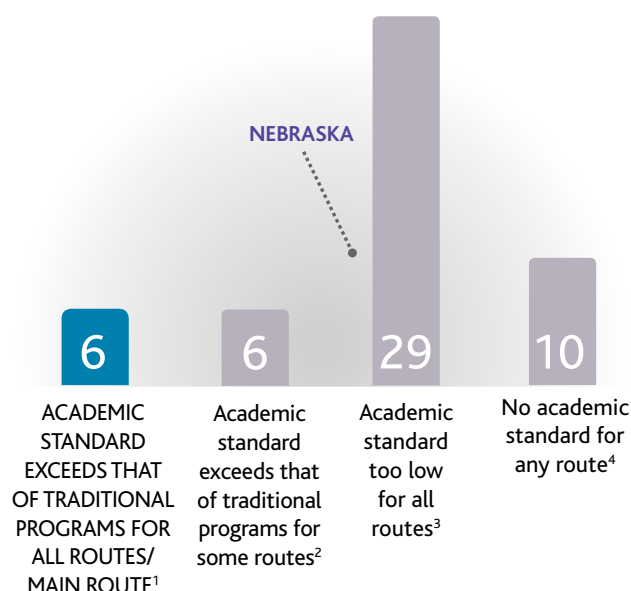 NEBRASKA
6
6
29
10
ACADEMIC
STANDARD
EXCEEDS THAT
OF TRADITIONAL
PROGRAMS FOR
ALL ROUTES/
MAIN ROUTE¹
Academic
standard
exceeds that
of traditional
programs for
some routes²
Academic
standard
too low
for all
routes³
No academic
standard for
any route⁴